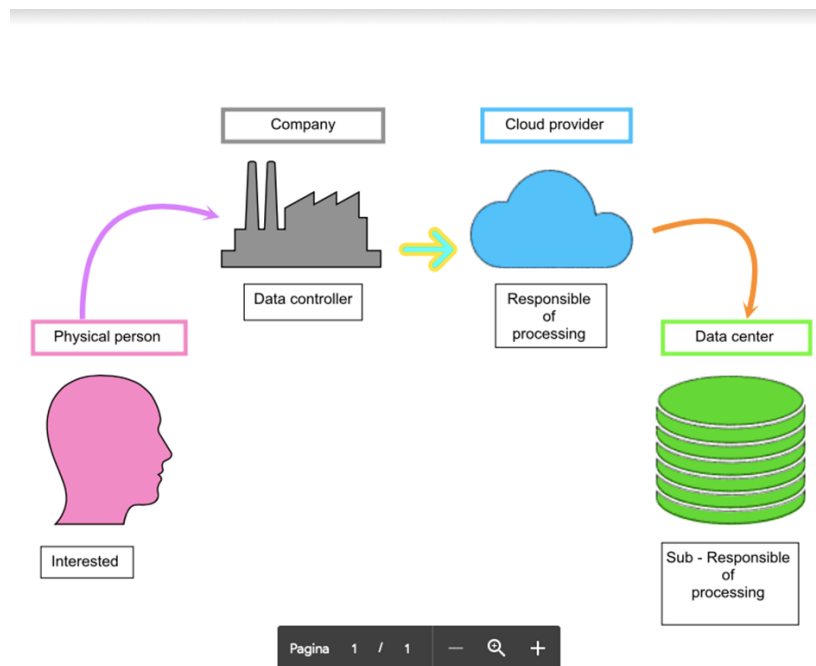 Company
Cloud provider
Data controller
Responsible
of
processing
Physical person
Data center
Interested
Sub - Responsible
of
processing
Pagina 1 / 1